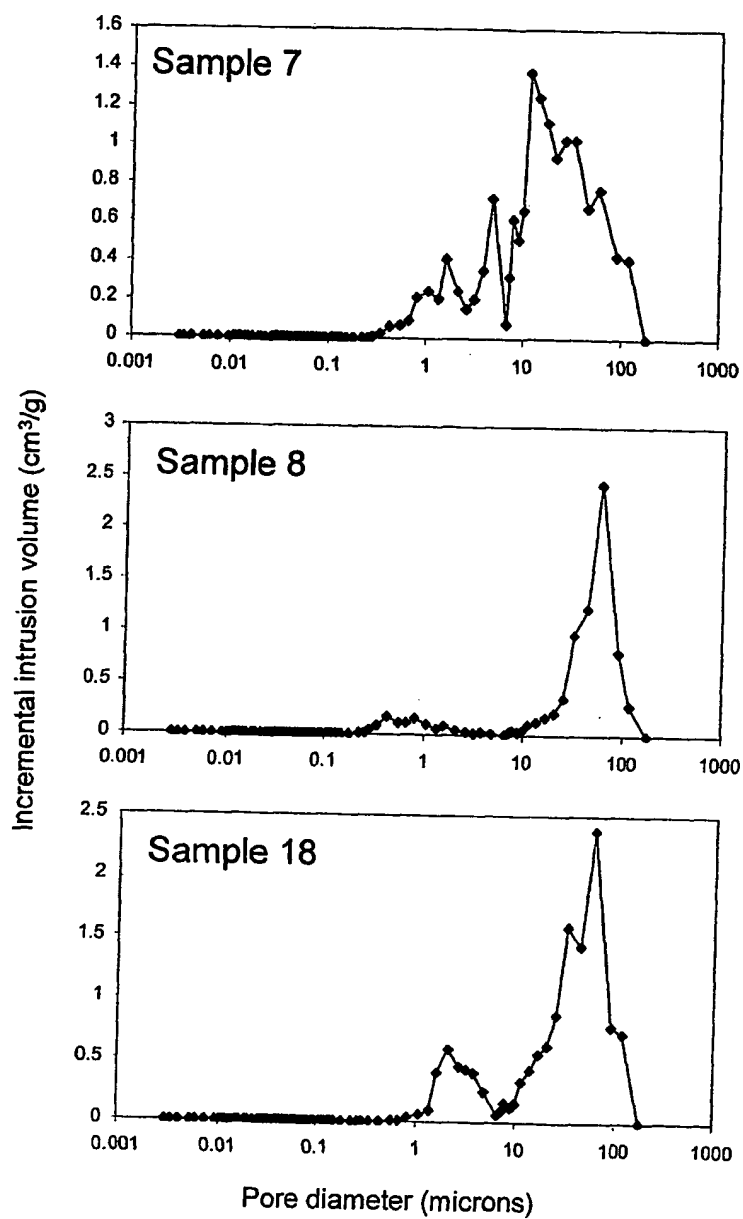 Incremental intrusion volume (cm³/g)
Sample 7
1.6
1.4
1.2
1
0.8
0.6
0.4
0.2
0
0.001 0.01 0.1 1 10 100 1000
Sample 8
3
2.5
2
1.5
1
0.5
0
0.001 0.01 0.1 1 10 100 1000
Sample 18
2.5
2
1.5
1
0.5
0
0.001 0.01 0.1 1 10 100 1000
Pore diameter (microns)